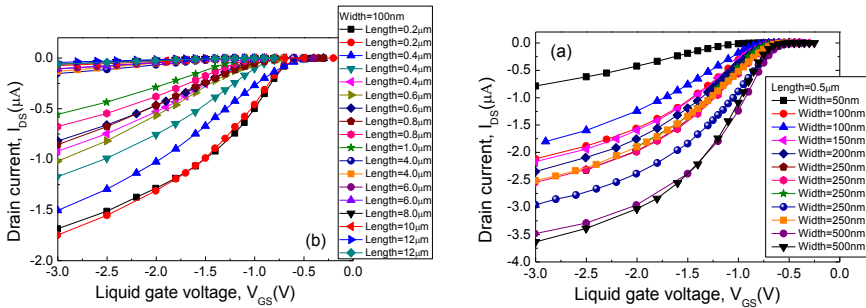 Drain current, I_DS(μA)
0.0
-0.5
-1.0
-1.5
-2.0
-3.0 -2.5 -2.0 -1.5 -1.0 -0.5 0.0
Liquid gate voltage, V_GS(V)
(b)
Width=100nm
Length=0.2μm
Length=0.2μm
Length=0.4μm
Length=0.4μm
Length=0.4μm
Length=0.6μm
Length=0.6μm
Length=0.8μm
Length=0.8μm
Length=1.0μm
Length=4.0μm
Length=4.0μm
Length=6.0μm
Length=6.0μm
Length=8.0μm
Length=10μm
Length=12μm
Length=12μm
Drain current, I_DS(μA)
0.0
-0.5
-1.0
-1.5
-2.0
-2.5
-3.0
-3.5
-4.0
-3.0 -2.5 -2.0 -1.5 -1.0 -0.5 0.0
Liquid gate voltage, V_GS(V)
(a)
Length=0.5μm
Width=50nm
Width=100nm
Width=100nm
Width=150nm
Width=200nm
Width=250nm
Width=250nm
Width=250nm
Width=250nm
Width=250nm
Width=500nm
Width=500nm